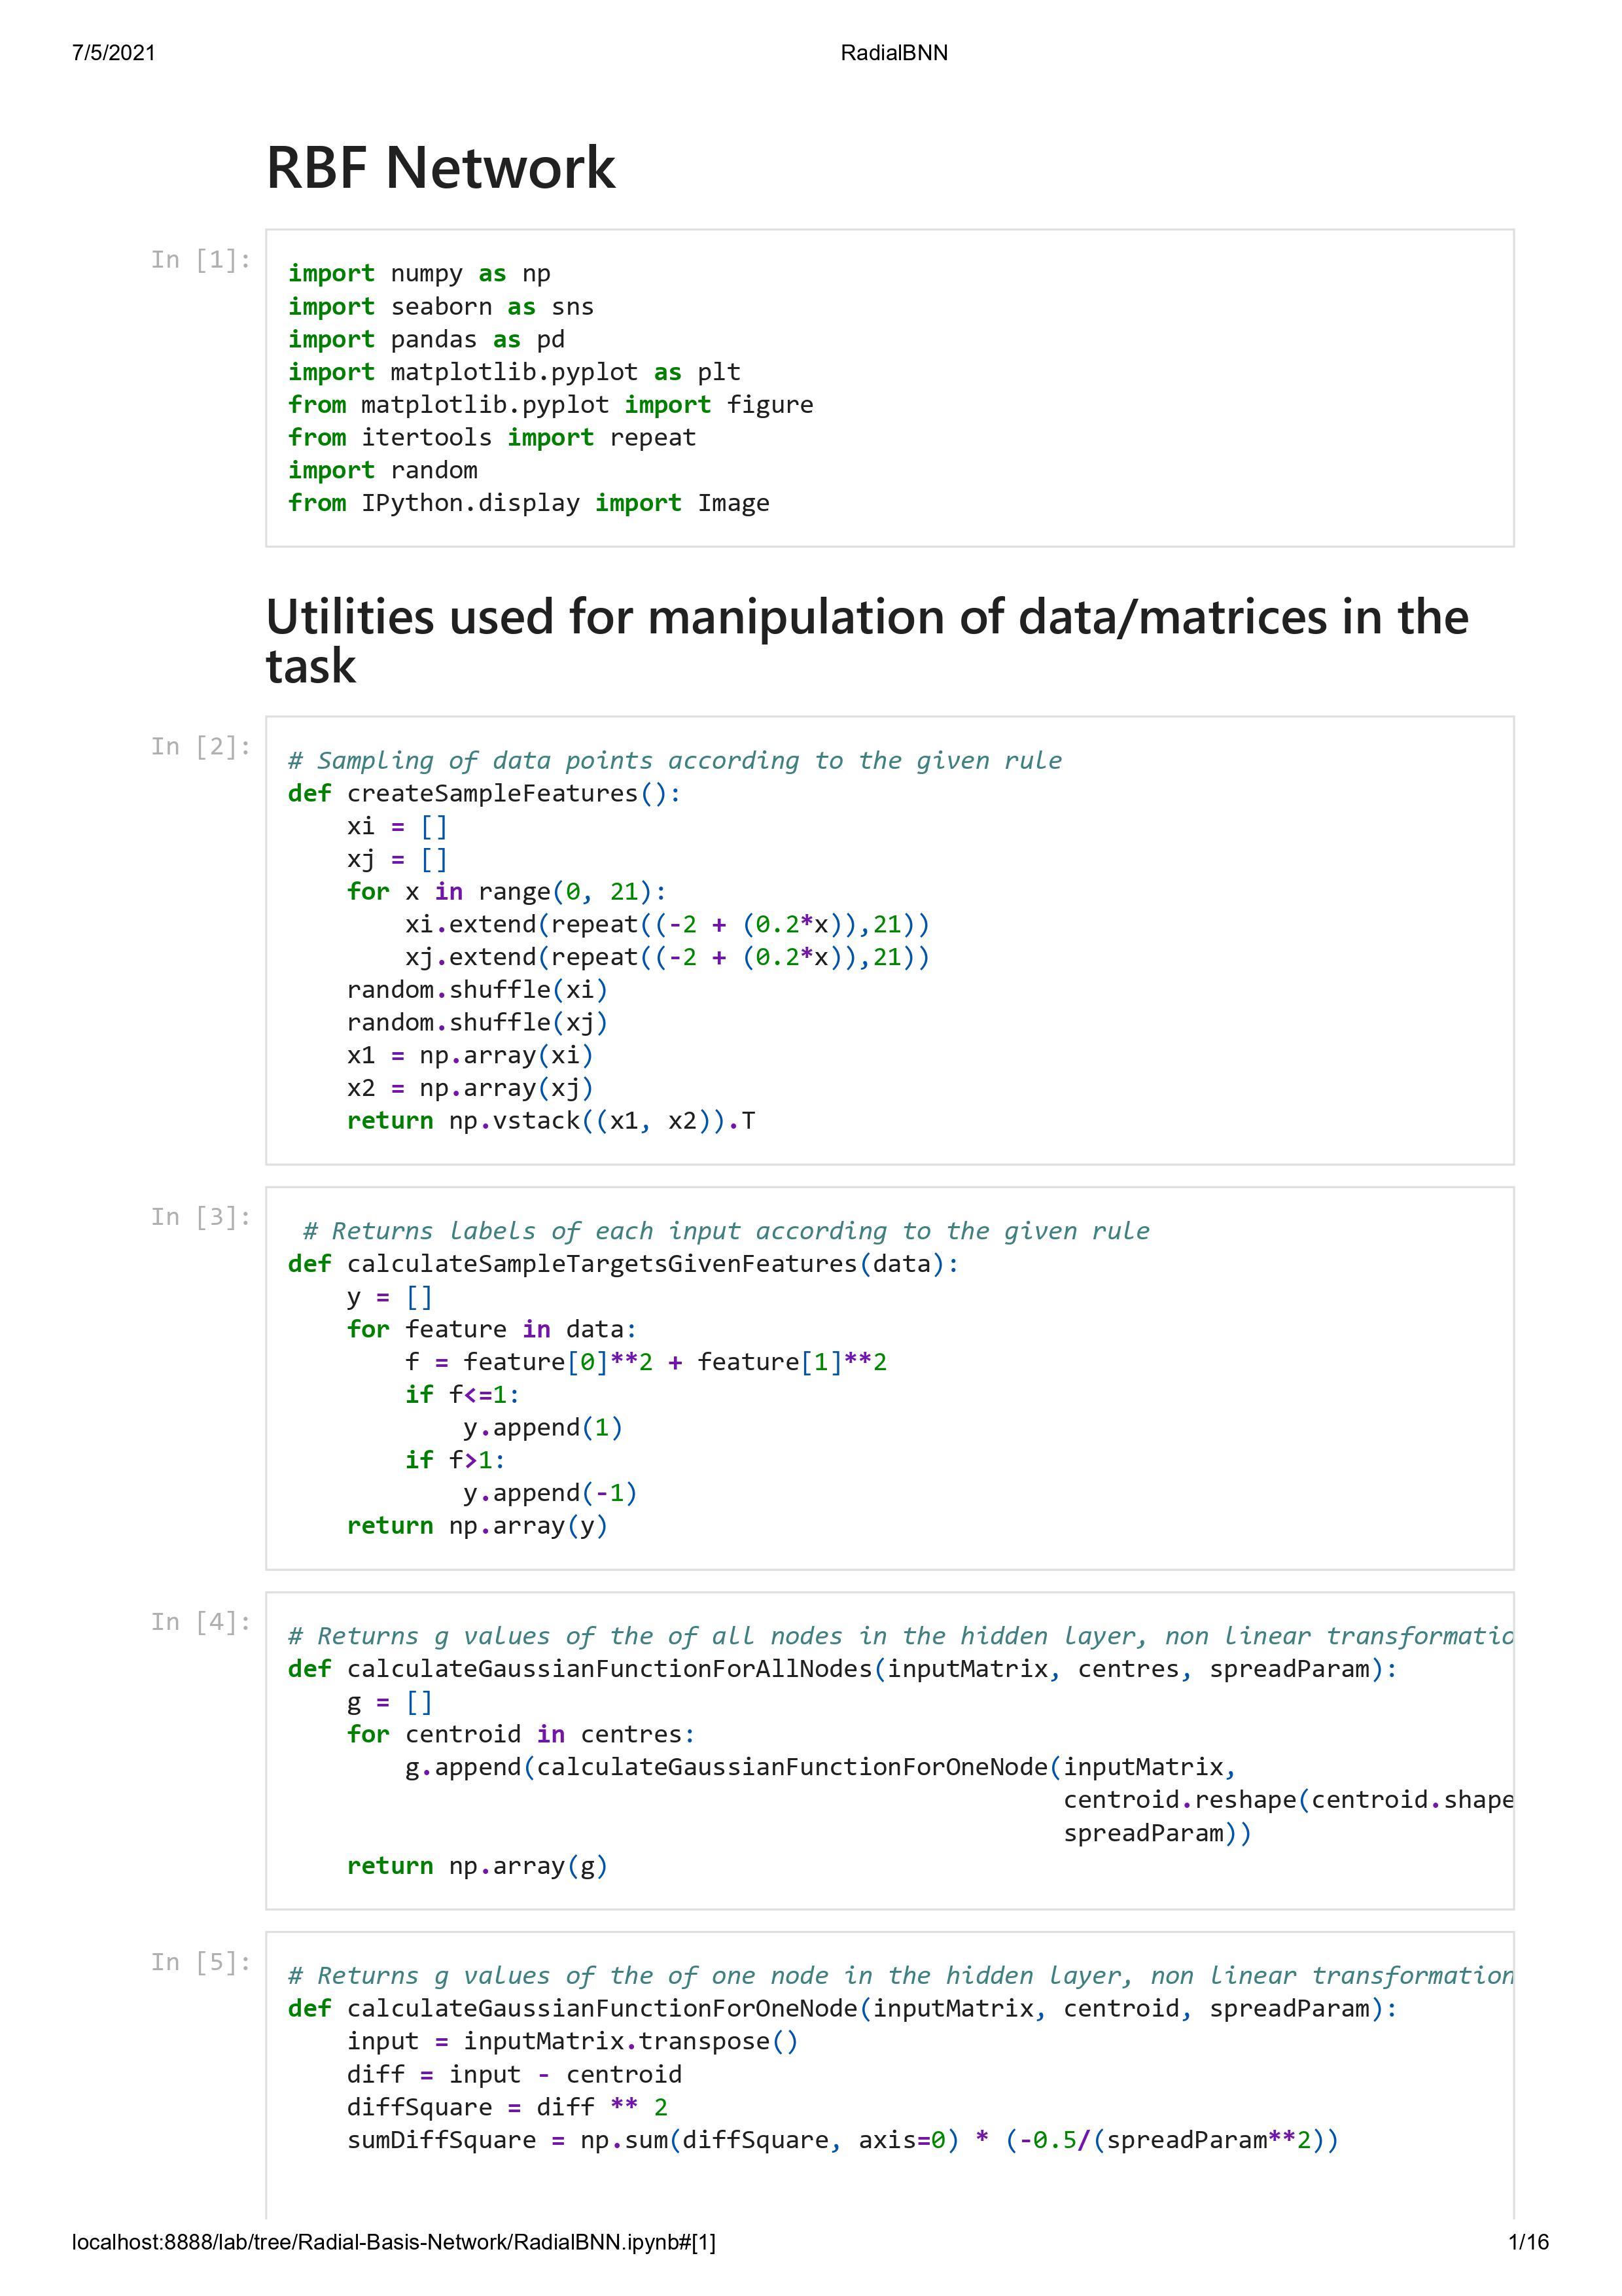 7/5/2021 RadialBNN
RBF Network
In [1]:
import numpy as np
import seaborn as sns
import pandas as pd
import matplotlib.pyplot as plt
from matplotlib.pyplot import figure
from itertools import repeat
import random
from IPython.display import Image
Utilities used for manipulation of data/matrices in the
task
In [2]:
# Sampling of data points according to the given rule
def createSampleFeatures():
    xi = []
    xj = []
    for x in range(0, 21):
        xi.extend(repeat((-2 + (0.2*x)),21))
        xj.extend(repeat((-2 + (0.2*x)),21))
    random.shuffle(xi)
    random.shuffle(xj)
    x1 = np.array(xi)
    x2 = np.array(xj)
    return np.vstack((x1, x2)).T
In [3]:
 # Returns labels of each input according to the given rule
def calculateSampleTargetsGivenFeatures(data):
    y = []
    for feature in data:
        f = feature[0]**2 + feature[1]**2
        if f<=1:
            y.append(1)
        if f>1:
            y.append(-1)
    return np.array(y)
In [4]:
# Returns g values of the of all nodes in the hidden layer, non linear transformatio
def calculateGaussianFunctionForAllNodes(inputMatrix, centres, spreadParam):
    g = []
    for centroid in centres:
        g.append(calculateGaussianFunctionForOneNode(inputMatrix,
                                                     centroid.reshape(centroid.shape
                                                     spreadParam))
    return np.array(g)
In [5]:
# Returns g values of the of one node in the hidden layer, non linear transformation
def calculateGaussianFunctionForOneNode(inputMatrix, centroid, spreadParam):
    input = inputMatrix.transpose()
    diff = input - centroid
    diffSquare = diff ** 2
    sumDiffSquare = np.sum(diffSquare, axis=0) * (-0.5/(spreadParam**2))
localhost:8888/lab/tree/Radial-Basis-Network/RadialBNN.ipynb#[1] 1/16